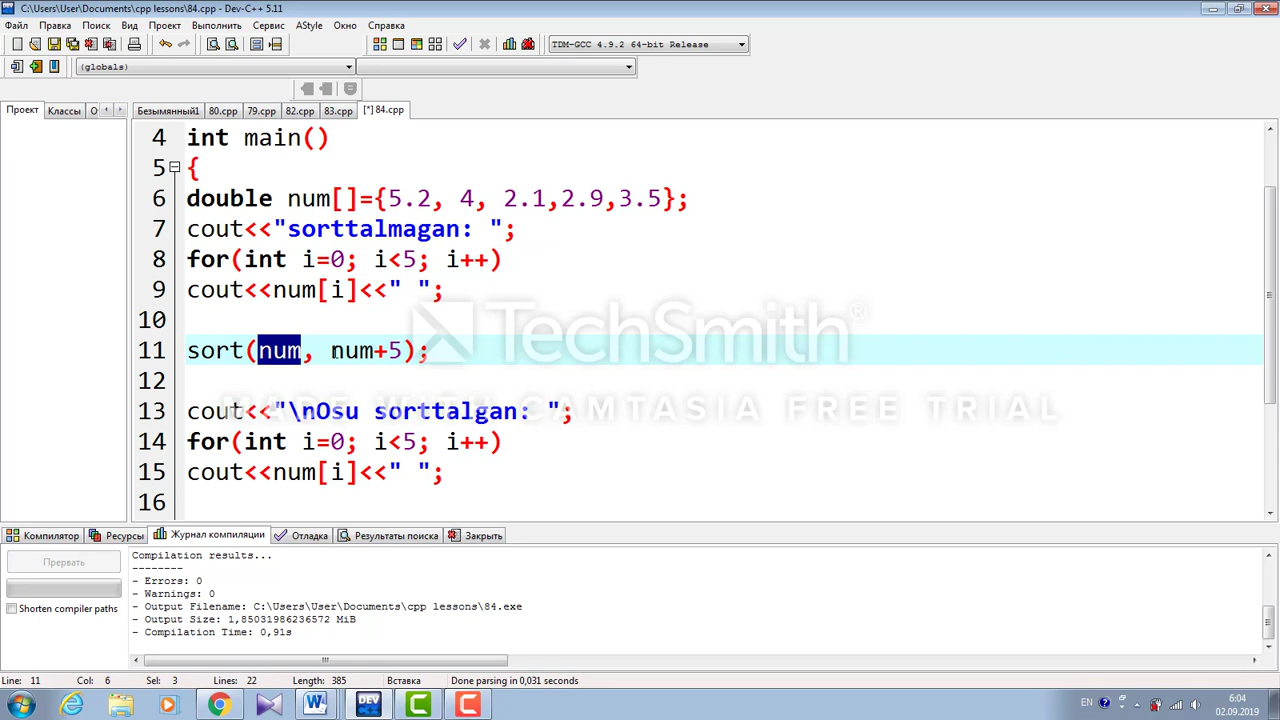 C:\Users\User\Documents\cpp lessons\84.cpp - Dev-C++ 5.11
Файл Правка Поиск Вид Проект Выполнить Сервис AStyle Окно Справка
TDM-GCC 4.9.2 64-bit Release
(globals)
Проект Классы О Безымянный1 80.cpp 79.cpp 82.cpp 83.cpp [*] 84.cpp
4 int main()
5 {
6 double num[]={5.2, 4, 2.1,2.9,3.5};
7 cout<<"sorttalmagan: ";
8 for(int i=0; i<5; i++)
9 cout<<num[i]<<" ";
10
11 sort(num, num+5);
12
13 cout<<"\nOsu sorttalgan: ";
14 for(int i=0; i<5; i++)
15 cout<<num[i]<<" ";
16
TechSmith®
MADE WITH CAMTASIA FREE TRIAL
Компилятор Ресурсы Журнал компиляции Отладка Результаты поиска Закрыть
Прервать
Shorten compiler paths
Compilation results...
--------
- Errors: 0
- Warnings: 0
- Output Filename: C:\Users\User\Documents\cpp lessons\84.exe
- Output Size: 1,85031986236572 MiB
- Compilation Time: 0,91s
Line: 11 Col: 6 Sel: 3 Lines: 22 Length: 385 Вставка Done parsing in 0,031 seconds
DEV
EN
6:04
02.09.2019